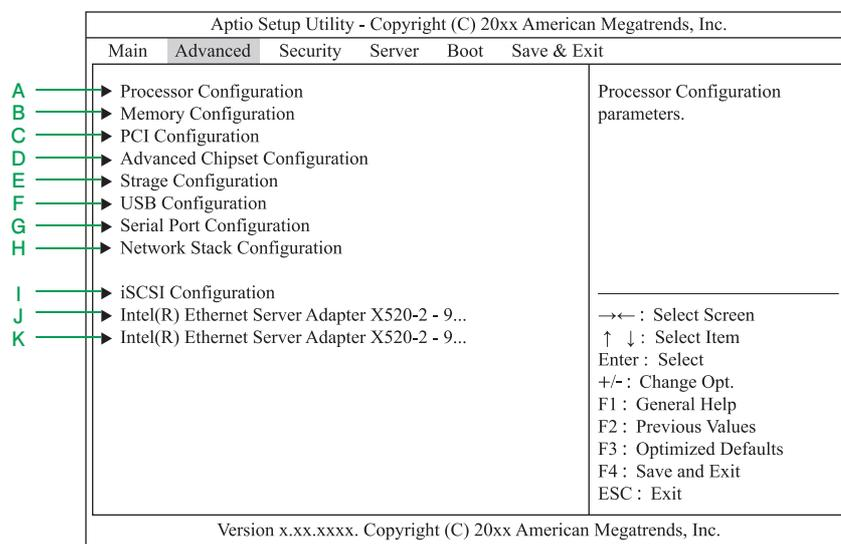 Aptio Setup Utility - Copyright (C) 20xx American Megatrends, Inc.
Main Advanced Security Server Boot Save & Exit
A ▶ Processor Configuration
B ▶ Memory Configuration
C ▶ PCI Configuration
D ▶ Advanced Chipset Configuration
E ▶ Strage Configuration
F ▶ USB Configuration
G ▶ Serial Port Configuration
H ▶ Network Stack Configuration
I ▶ iSCSI Configuration
J ▶ Intel(R) Ethernet Server Adapter X520-2 - 9...
K ▶ Intel(R) Ethernet Server Adapter X520-2 - 9...
Processor Configuration
parameters.
→←: Select Screen
↑ ↓: Select Item
Enter: Select
+/-: Change Opt.
F1: General Help
F2: Previous Values
F3: Optimized Defaults
F4: Save and Exit
ESC: Exit
Version x.xx.xxxx. Copyright (C) 20xx American Megatrends, Inc.